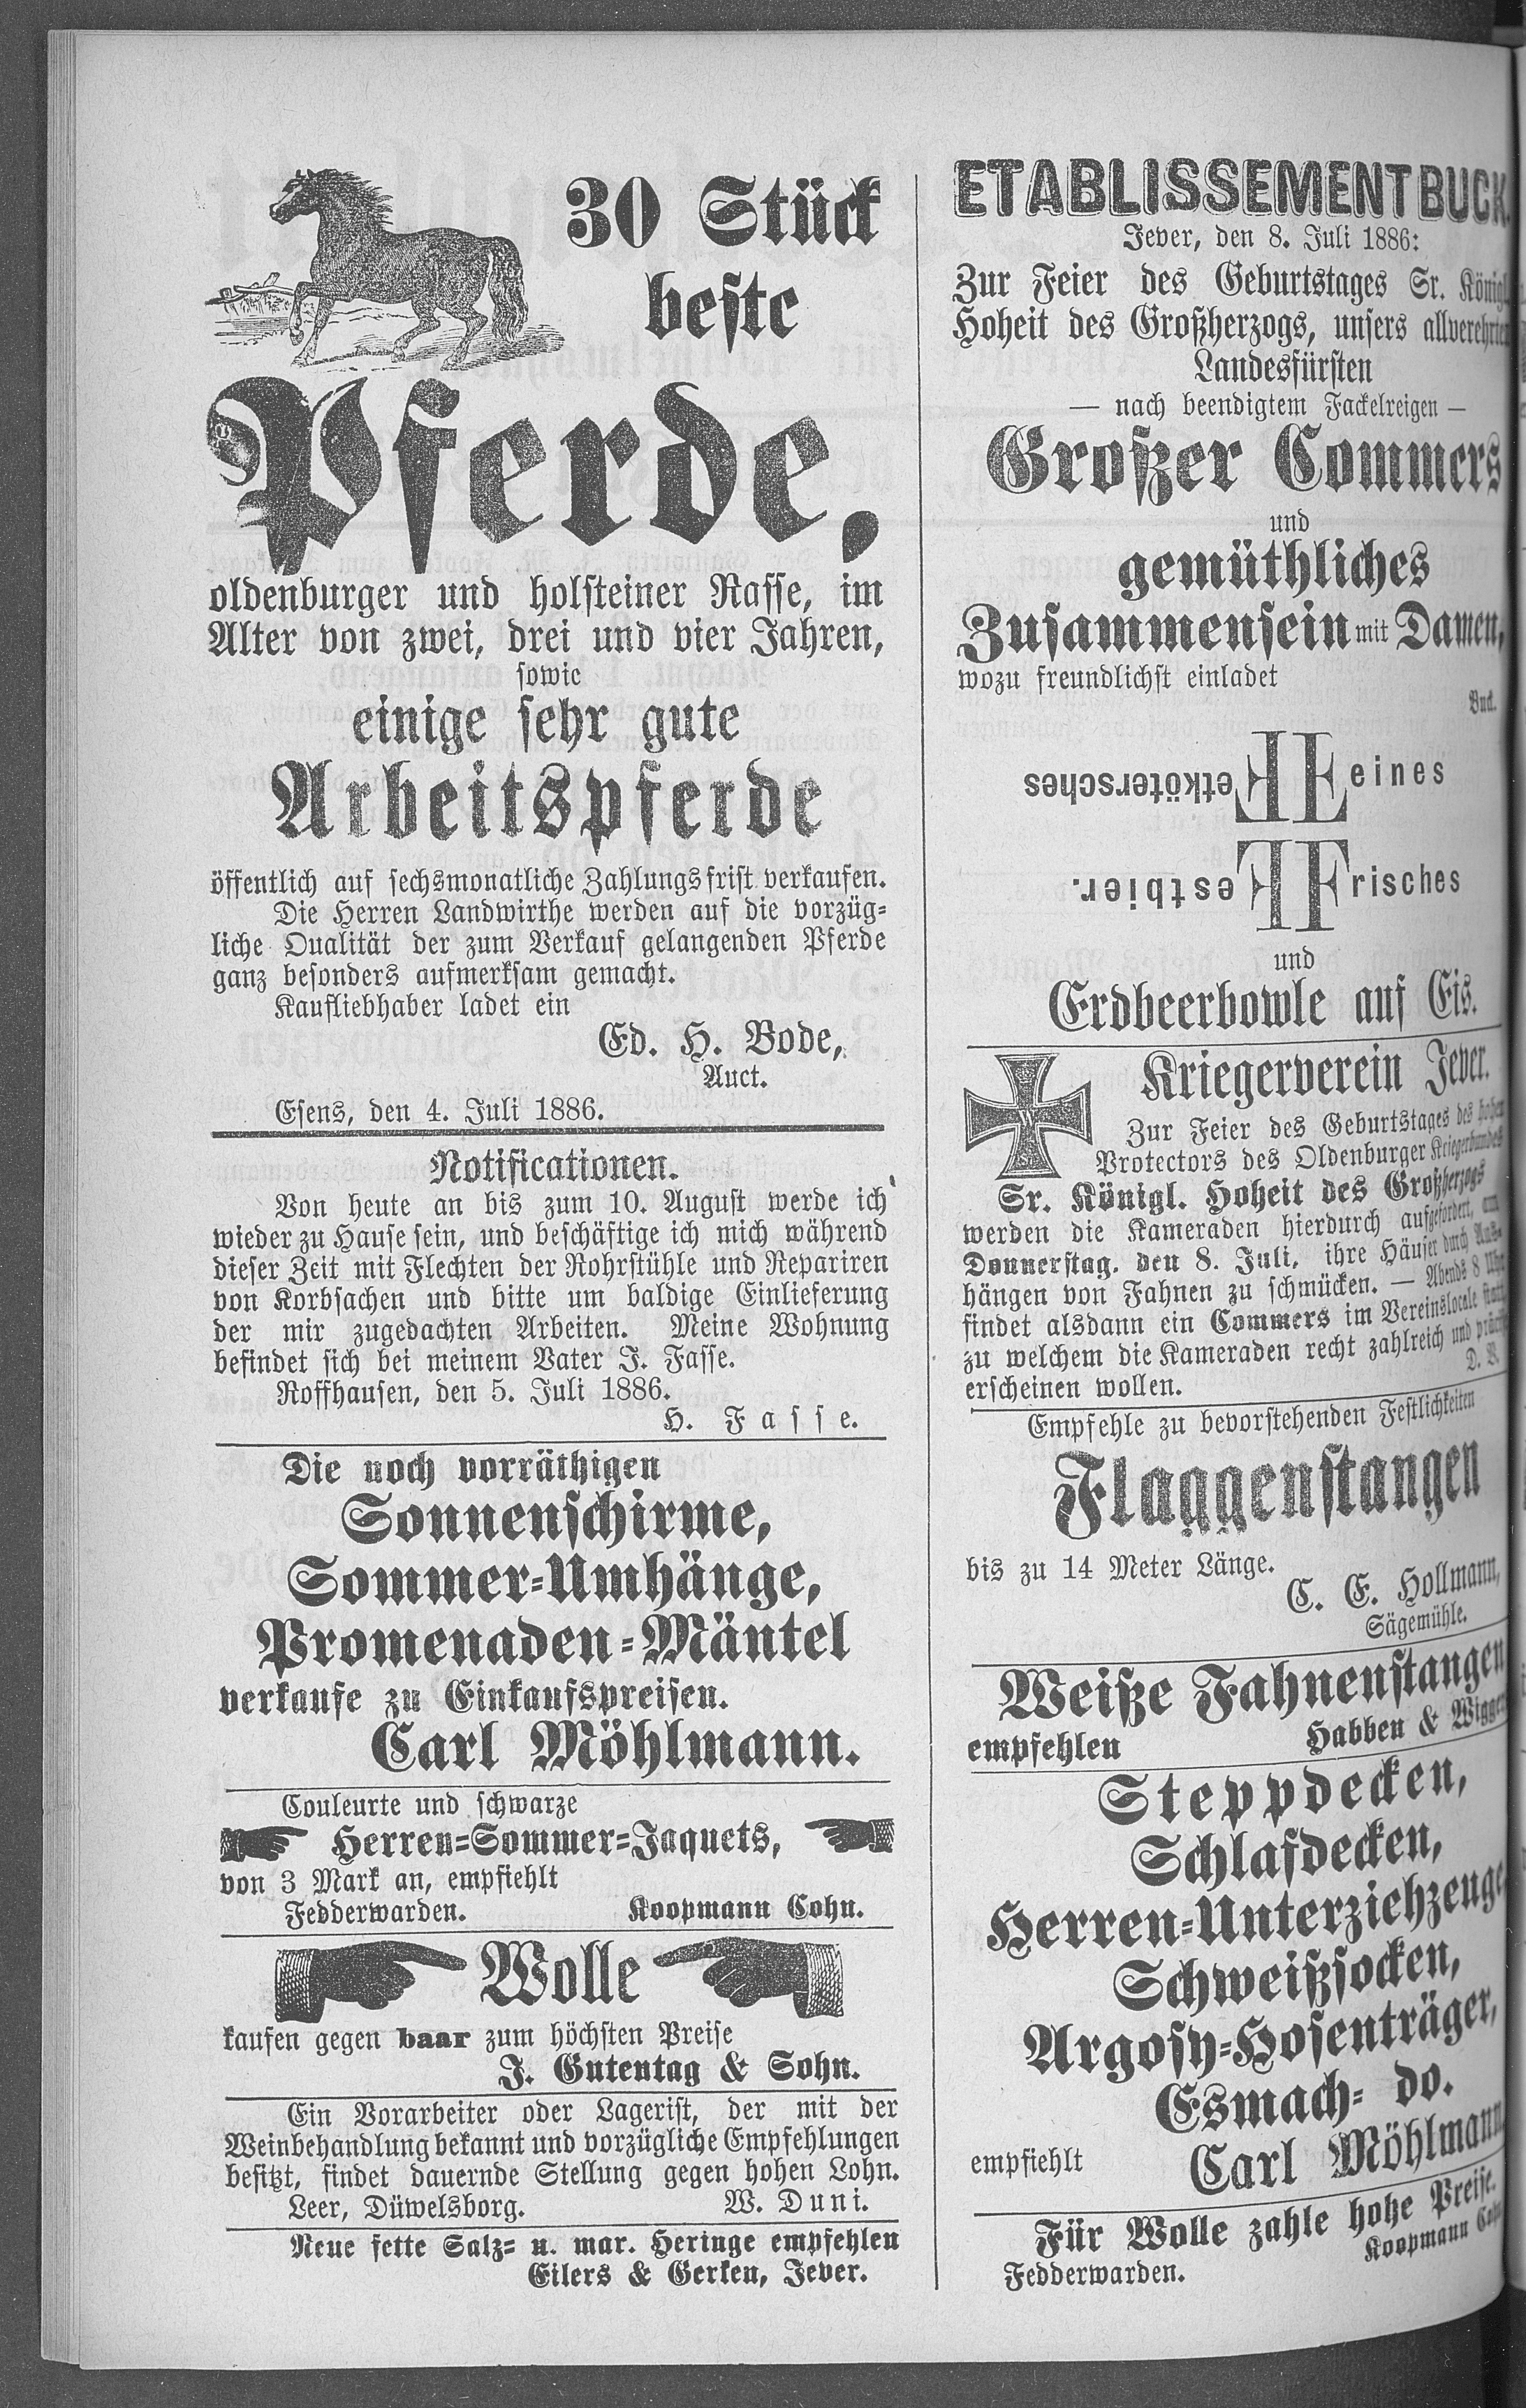 30 Stück
beste
Pferde,
oldenburger und holsteiner Rasse, im
Alter von zwei, drei und vier Jahren,
sowie
einige sehr gute
Arbeitspferde
öffentlich auf sechsmonatliche Zahlungsfrist verkaufen.
Die Herren Landwirthe werden auf die vorzüg-
liche Qualität der zum Verkauf gelangenden Pferde
ganz besonders aufmerksam gemacht.
Kaufliebhaber ladet ein
Ed. H. Bode,
Auct.
Esens, den 4. Juli 1886.
Notificationen.
Von heute an bis zum 10. August werde ich
wieder zu Hause sein, und beschäftige ich mich während
dieser Zeit mit Flechten der Rohrstühle und Repariren
von Korbsachen und bitte um baldige Einlieferung
der mir zugedachten Arbeiten. Meine Wohnung
befindet sich bei meinem Vater J. Fasse.
Roffhausen, den 5. Juli 1886.
H. Fasse.
Die noch vorräthigen
Sonnenschirme,
Sommer-Umhänge,
Promenaden-Mäntel
verkaufe zu Einkaufspreisen.
Carl Möhlmann.
Couleurte und schwarze
Herren-Sommer-Jaquets,
von 3 Mark an, empfiehlt
Fedderwarden. Koopmann Cohn.
Wolle
kaufen gegen baar zum höchsten Preise
J. Gutentag & Sohn.
Ein Vorarbeiter oder Lagerist, der mit der
Weinbehandlung bekannt und vorzügliche Empfehlungen
besitzt, findet dauernde Stellung gegen hohen Lohn.
Leer, Düwelsborg. W. Duni.
Neue fette Salz- u. mar. Heringe empfehlen
Eilers & Gerken, Jever.
ETABLISSEMENT BUCK.
Jever, den 8. Juli 1886:
Zur Feier des Geburtstages Sr. Königl.
Hoheit des Großherzogs, unsers allverehrten
Landesfürsten
— nach beendigtem Fackelreigen —
Großer Commers
und
gemüthliches
Zusammensein mit Damen,
wozu freundlichst einladet
Buck.
Feines
Fetkötersches
Frisches
Festbier.
und
Erdbeerbowle auf Eis.
Kriegerverein Jever.
Zur Feier des Geburtstages des hohen
Protectors des Oldenburger Kriegerbundes
Sr. Königl. Hoheit des Großherzogs
werden die Kameraden hierdurch aufgefordert, am
Donnerstag, den 8. Juli, ihre Häuser durch Aus-
hängen von Fahnen zu schmücken. — Abends 8 Uhr
findet alsdann ein Commers im Vereinslocale statt,
zu welchem die Kameraden recht zahlreich und
erscheinen wollen. D. V.
Empfehle zu bevorstehenden Festlichkeiten
Flaggenstangen
bis zu 14 Meter Länge.
C. E. Hollmann,
Sägemühle.
Weiße Fahnenstangen
empfehlen Habben & Wiggers
Steppdecken,
Schlafdecken,
Herren-Unterziehzeuge,
Schweißsocken,
Argosy-Hosenträger,
Esmach- do.
empfiehlt Carl Möhlmann.
Für Wolle zahle hohe Preise.
Fedderwarden. Koopmann Cohn.